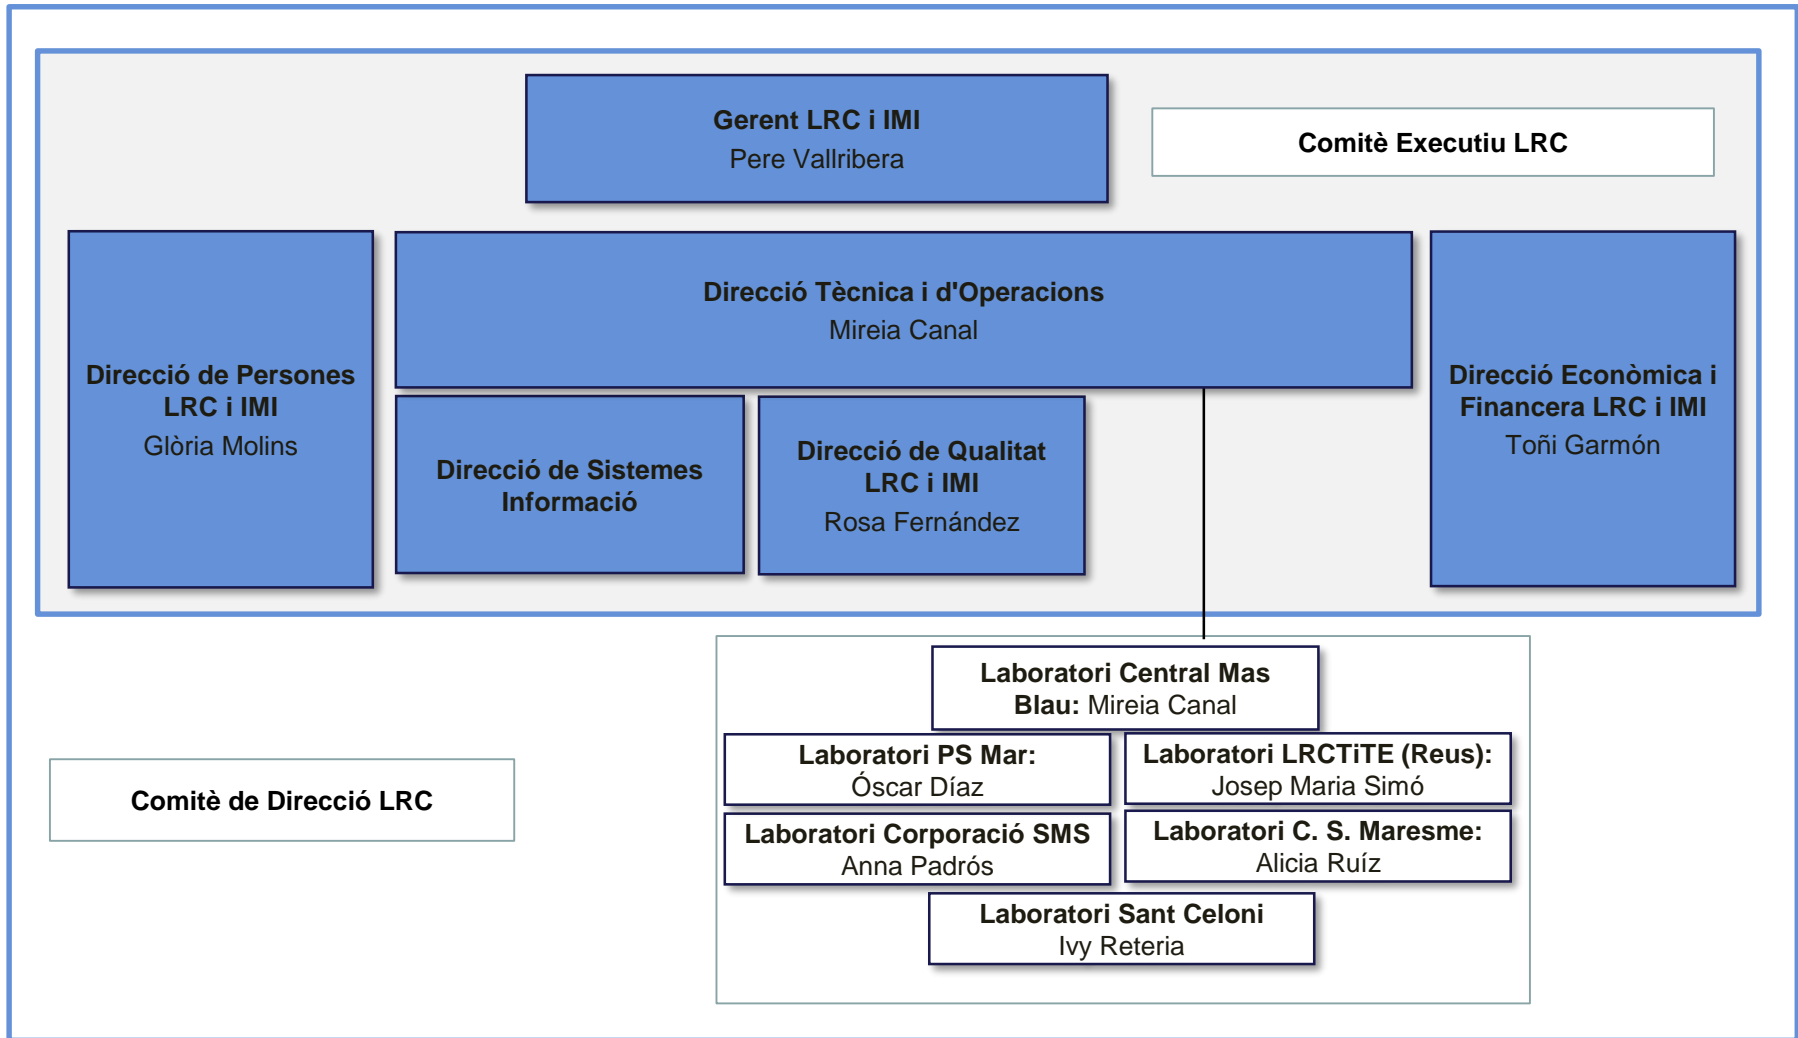 Gerent LRC i IMI
Pere Vallribera
Comitè Executiu LRC
Direcció de Persones
LRC i IMI
Glòria Molins
Direcció Tècnica i d'Operacions
Mireia Canal
Direcció Econòmica i
Financera LRC i IMI
Toñi Garmón
Direcció de Sistemes
Informació
Direcció de Qualitat
LRC i IMI
Rosa Fernández
Laboratori Central Mas
Blau: Mireia Canal
Laboratori PS Mar:
Óscar Díaz
Laboratori LRCTiTE (Reus):
Josep Maria Simó
Comitè de Direcció LRC
Laboratori Corporació SMS
Anna Padrós
Laboratori C. S. Maresme:
Alicia Ruíz
Laboratori Sant Celoni
Ivy Reteria